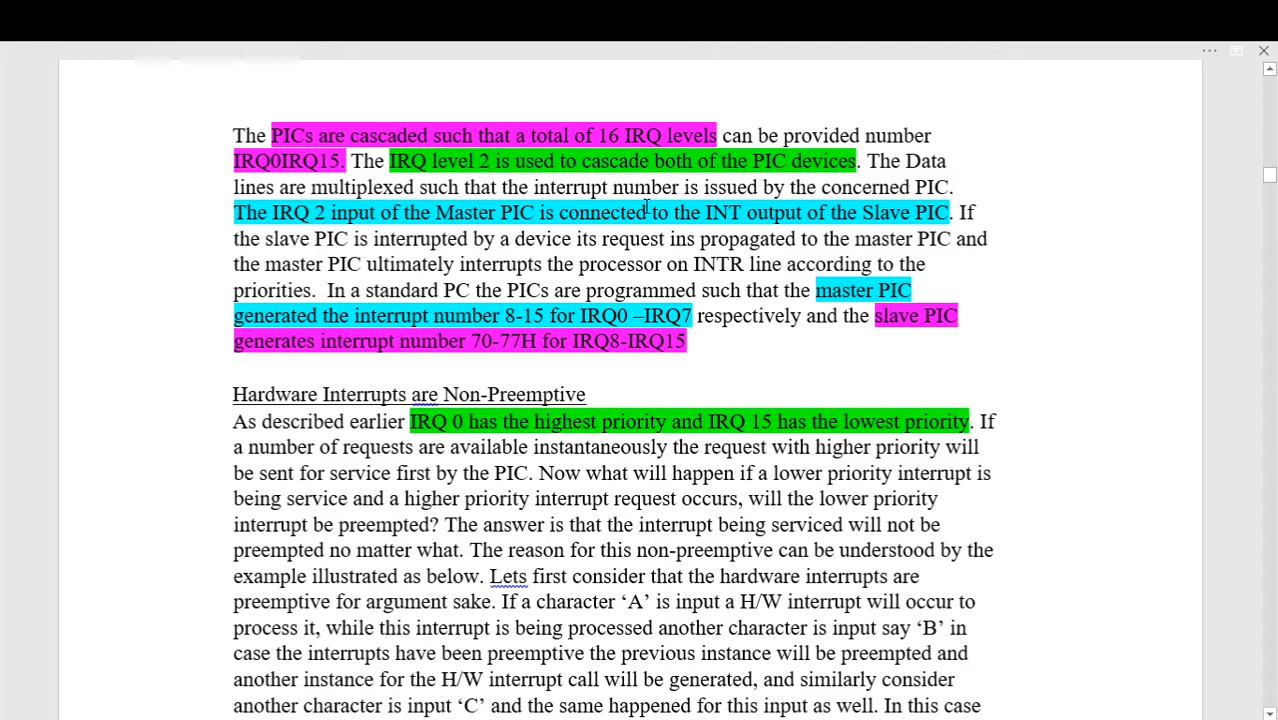 The PICs are cascaded such that a total of 16 IRQ levels can be provided number
IRQ0IRQ15. The IRQ level 2 is used to cascade both of the PIC devices. The Data
lines are multiplexed such that the interrupt number is issued by the concerned PIC.
The IRQ 2 input of the Master PIC is connected to the INT output of the Slave PIC. If
the slave PIC is interrupted by a device its request ins propagated to the master PIC and
the master PIC ultimately interrupts the processor on INTR line according to the
priorities.  In a standard PC the PICs are programmed such that the master PIC
generated the interrupt number 8-15 for IRQ0 –IRQ7 respectively and the slave PIC
generates interrupt number 70-77H for IRQ8-IRQ15
Hardware Interrupts are Non-Preemptive
As described earlier IRQ 0 has the highest priority and IRQ 15 has the lowest priority. If
a number of requests are available instantaneously the request with higher priority will
be sent for service first by the PIC. Now what will happen if a lower priority interrupt is
being service and a higher priority interrupt request occurs, will the lower priority
interrupt be preempted? The answer is that the interrupt being serviced will not be
preempted no matter what. The reason for this non-preemptive can be understood by the
example illustrated as below. Lets first consider that the hardware interrupts are
preemptive for argument sake. If a character ‘A’ is input a H/W interrupt will occur to
process it, while this interrupt is being processed another character is input say ‘B’ in
case the interrupts have been preemptive the previous instance will be preempted and
another instance for the H/W interrupt call will be generated, and similarly consider
another character is input ‘C’ and the same happened for this input as well. In this case